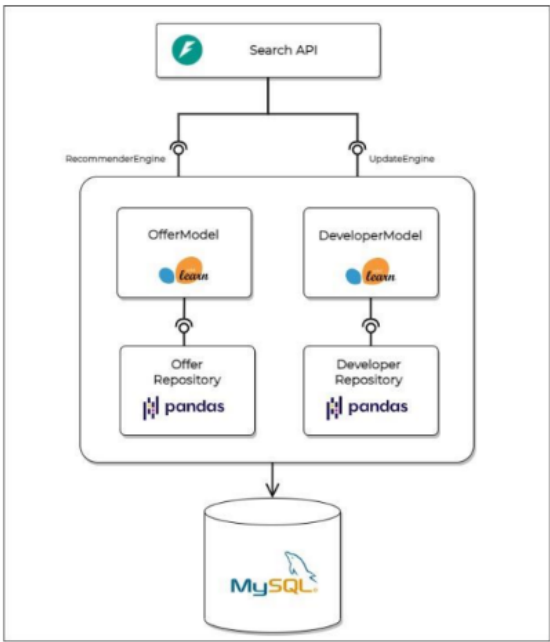 Search API
RecommenderEngine
UpdateEngine
OfferModel
DeveloperModel
learn
learn
Offer
Repository
Developer
Repository
pandas
pandas
MySQL